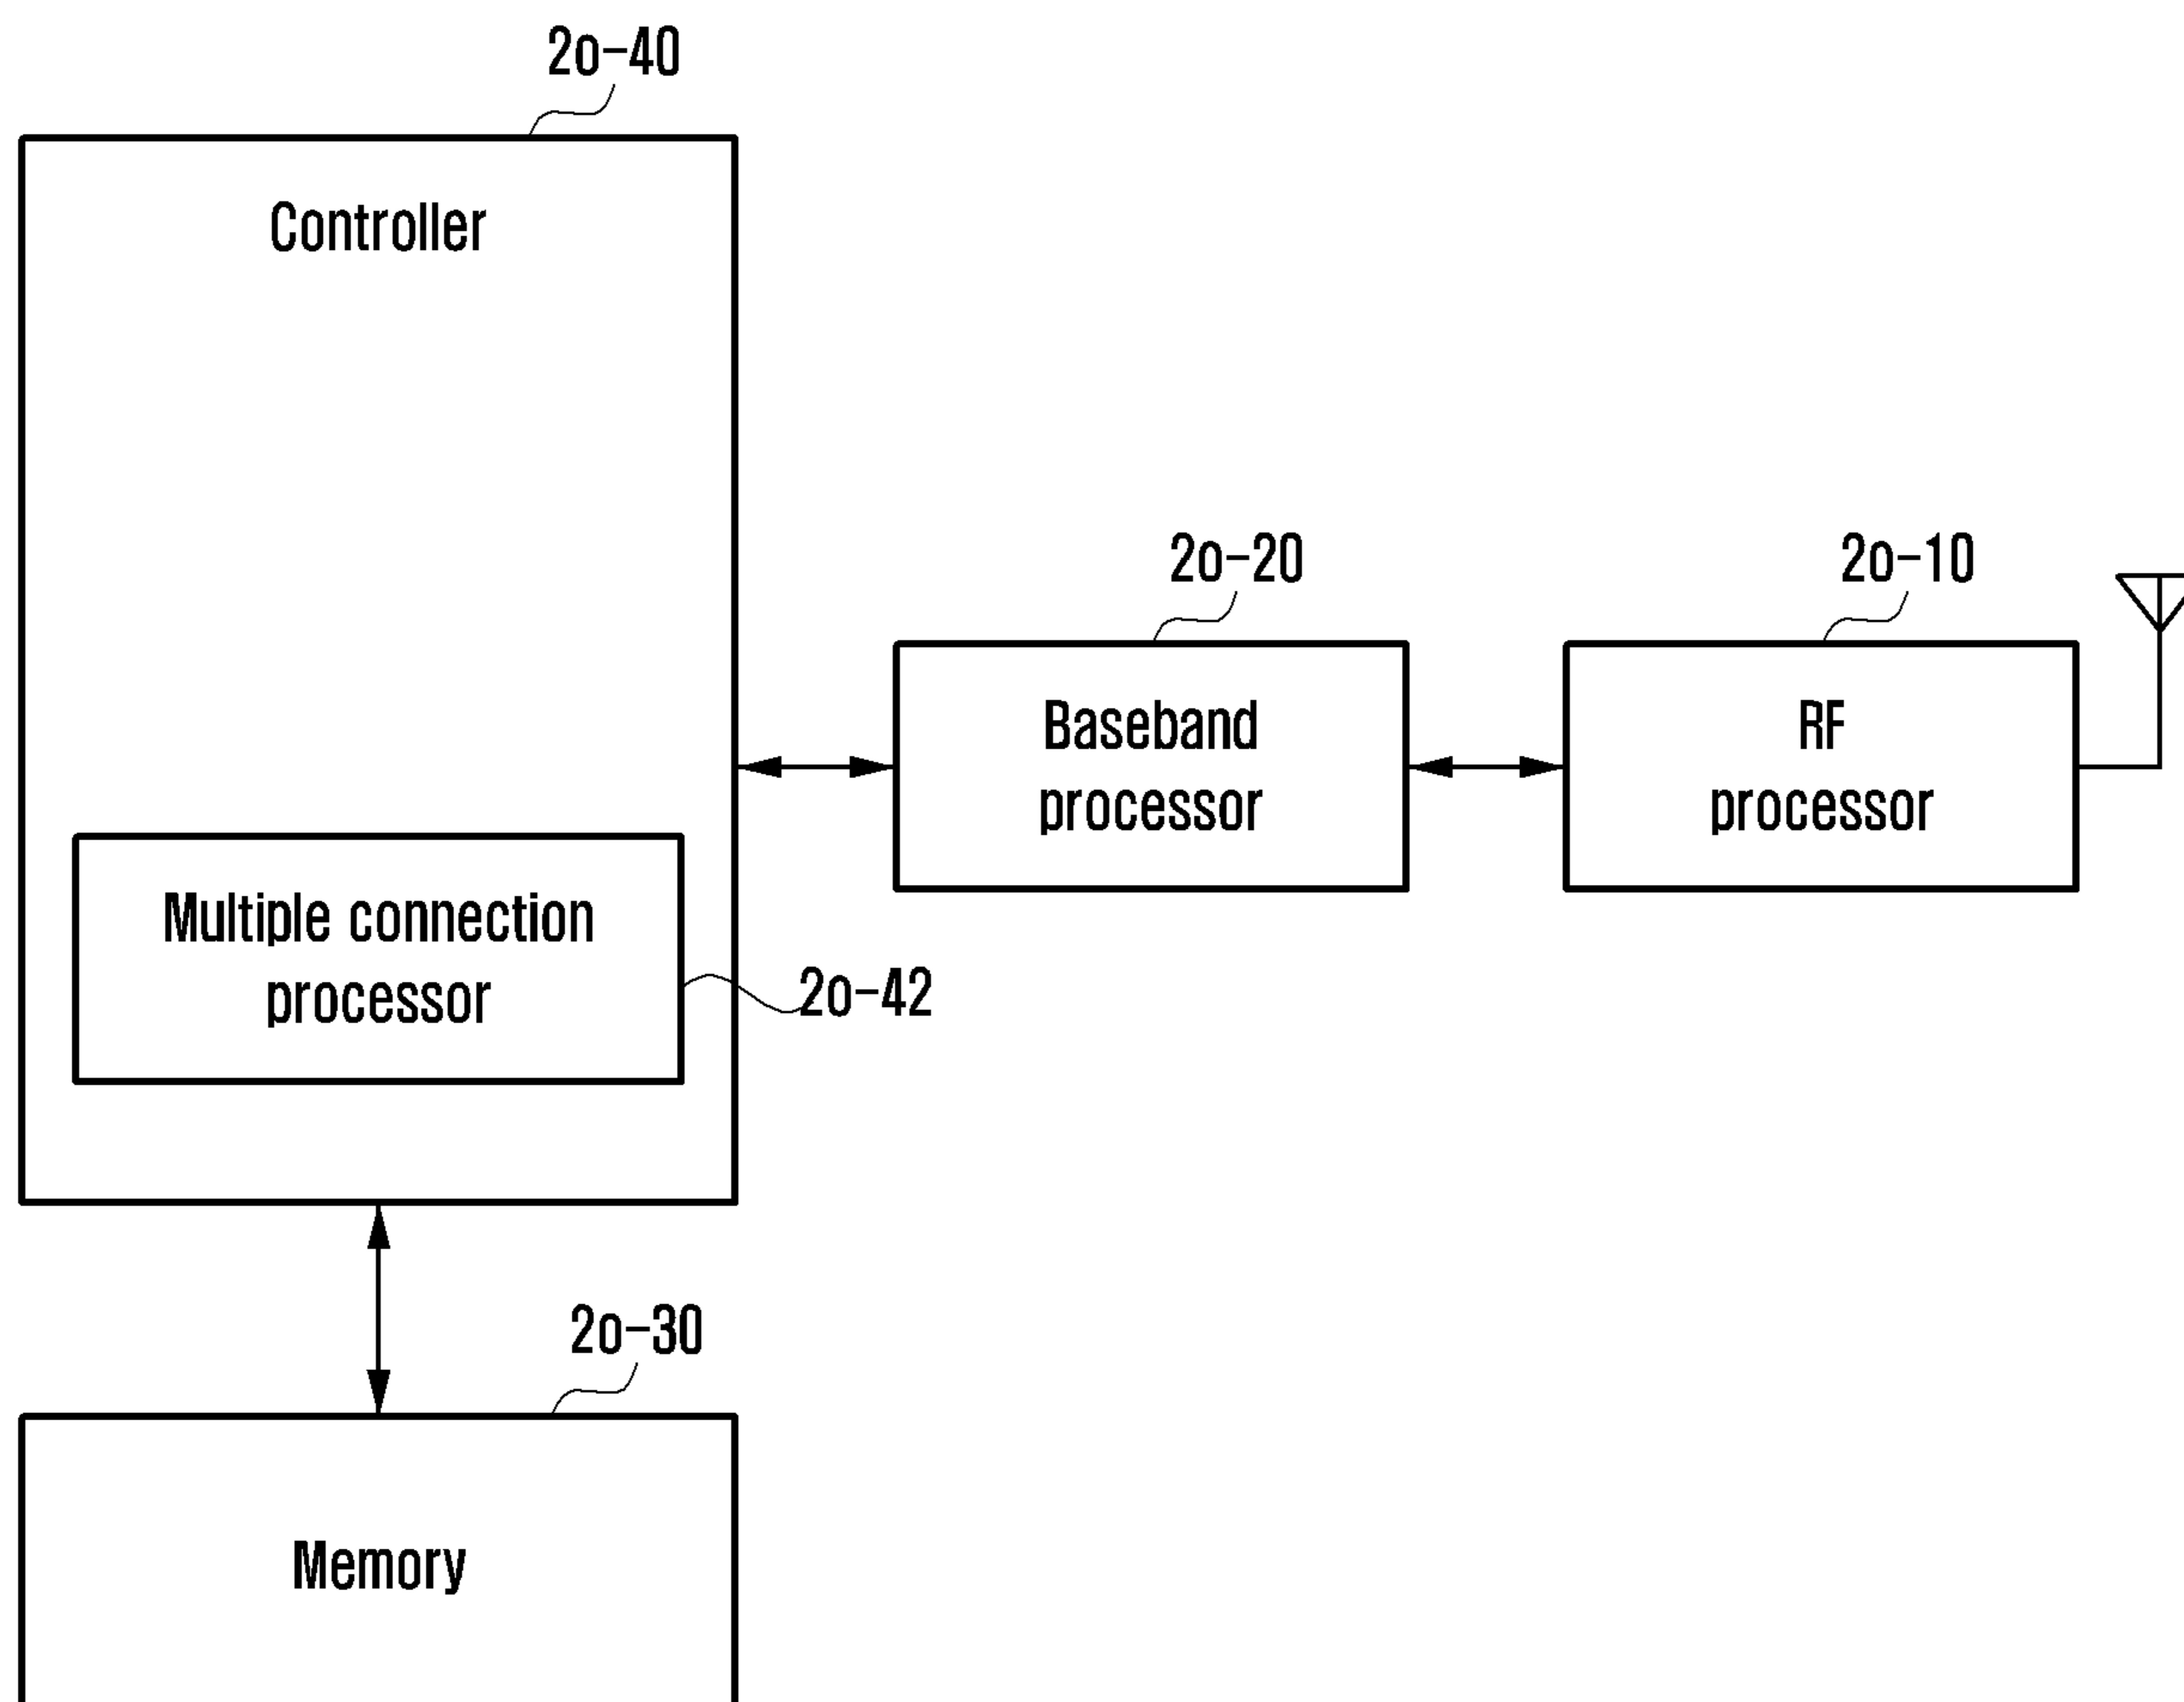 2o-40
Controller
2o-20
2o-10
Baseband
processor
RF
processor
Multiple connection
processor
2o-42
2o-30
Memory